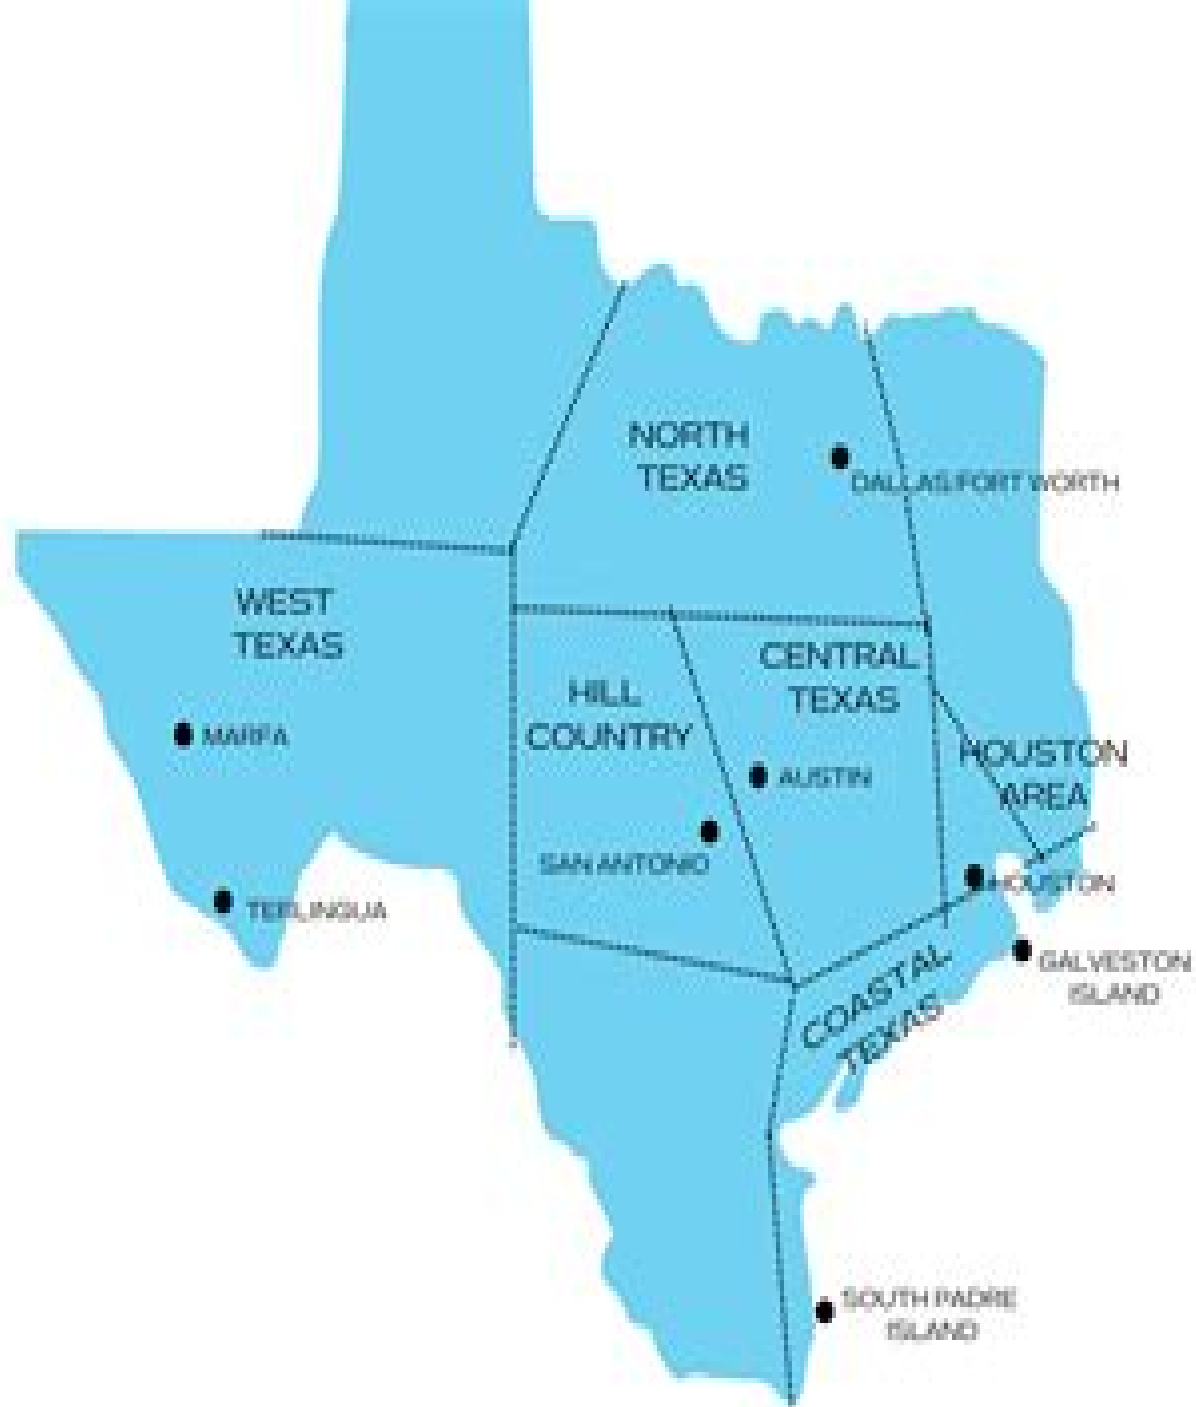 NORTH
TEXAS
DALLAS/FORT WORTH
WEST
TEXAS
CENTRAL
TEXAS
HILL
COUNTRY
MARFA
HOUSTON
AREA
AUSTIN
SAN ANTONIO
HOUSTON
TERLINGUA
COASTAL
TEXAS
GALVESTON
ISLAND
SOUTH PADRE
ISLAND